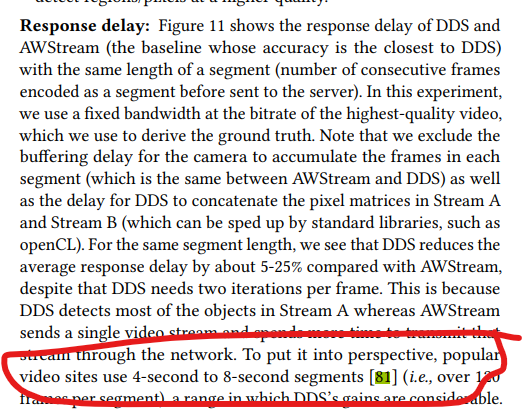 detect regions/pixels at a higher quality.
Response delay: Figure 11 shows the response delay of DDS and
AWStream (the baseline whose accuracy is the closest to DDS)
with the same length of a segment (number of consecutive frames
encoded as a segment before sent to the server). In this experiment,
we use a fixed bandwidth at the bitrate of the highest-quality video,
which we use to derive the ground truth. Note that we exclude the
buffering delay for the camera to accumulate the frames in each
segment (which is the same between AWStream and DDS) as well
as the delay for DDS to concatenate the pixel matrices in Stream A
and Stream B (which can be sped up by standard libraries, such as
openCL). For the same segment length, we see that DDS reduces the
average response delay by about 5-25% compared with AWStream,
despite that DDS needs two iterations per frame. This is because
DDS detects most of the objects in Stream A whereas AWStream
sends a single video stream and spends more time to transmit that
stream through the network. To put it into perspective, popular
video sites use 4-second to 8-second segments [81] (i.e., over 120
frames per segment), a range in which DDS's gains are considerable.